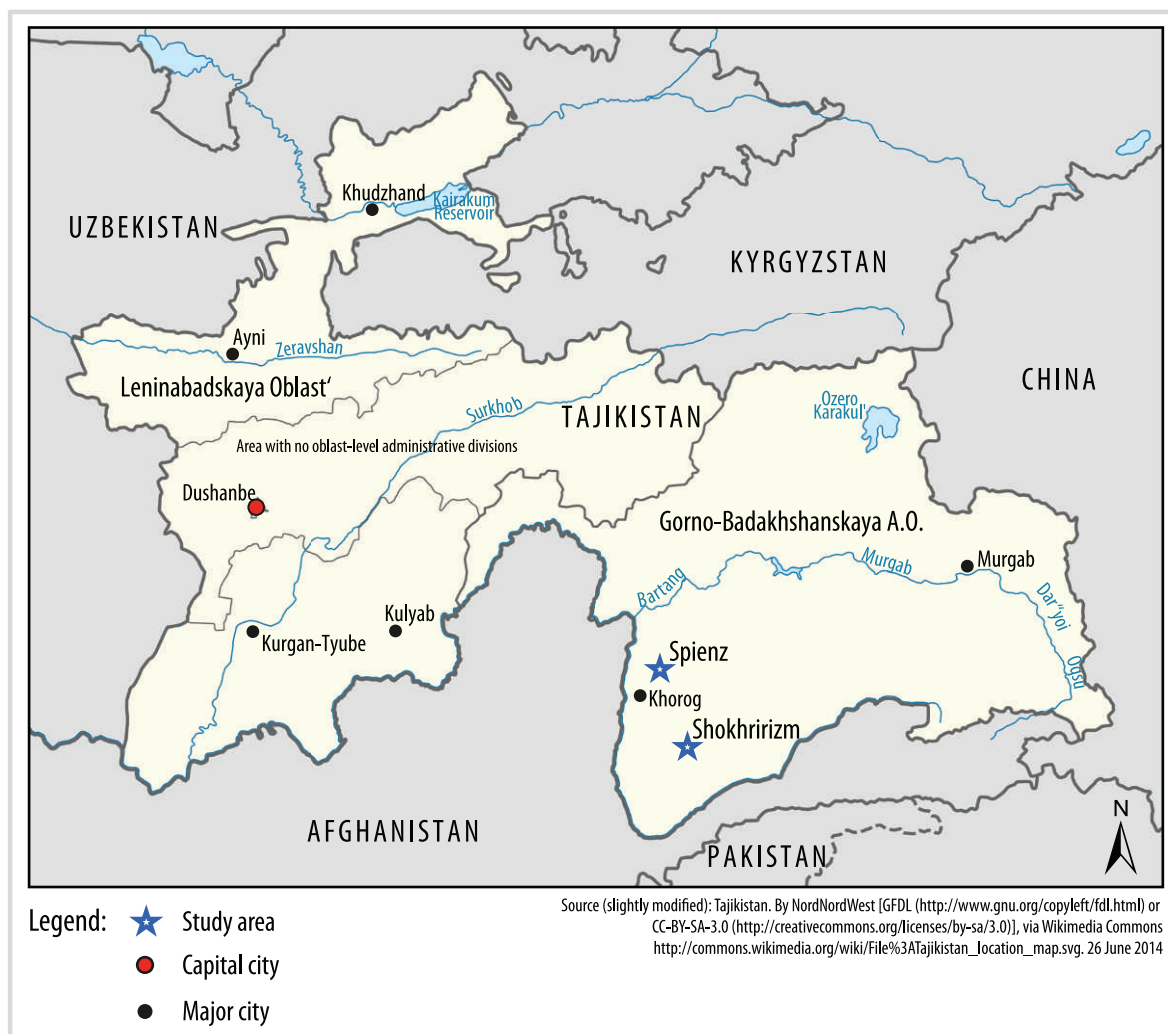 Khudzhand
Kairakum
Reservoir
UZBEKISTAN
KYRGYZSTAN
Ayni
Zeravshan
Leninabadskaya Oblast‘
CHINA
Ozero
Karakul'
Surkhob
TAJIKISTAN
Area with no oblast-level administrative divisions
Dushanbe
Gorno-Badakhshanskaya A.O.
Murgab
Murgab
Bartang
Dar"yoi
Oqsu
Kulyab
Kurgan-Tyube
Spienz
Khorog
Shokhririzm
AFGHANISTAN
PAKISTAN
N
Legend:
Study area
Capital city
Major city
Source (slightly modified): Tajikistan. By NordNordWest [GFDL (http://www.gnu.org/copyleft/fdl.html) or
CC-BY-SA-3.0 (http://creativecommons.org/licenses/by-sa/3.0)], via Wikimedia Commons
http://commons.wikimedia.org/wiki/File%3ATajikistan_location_map.svg. 26 June 2014